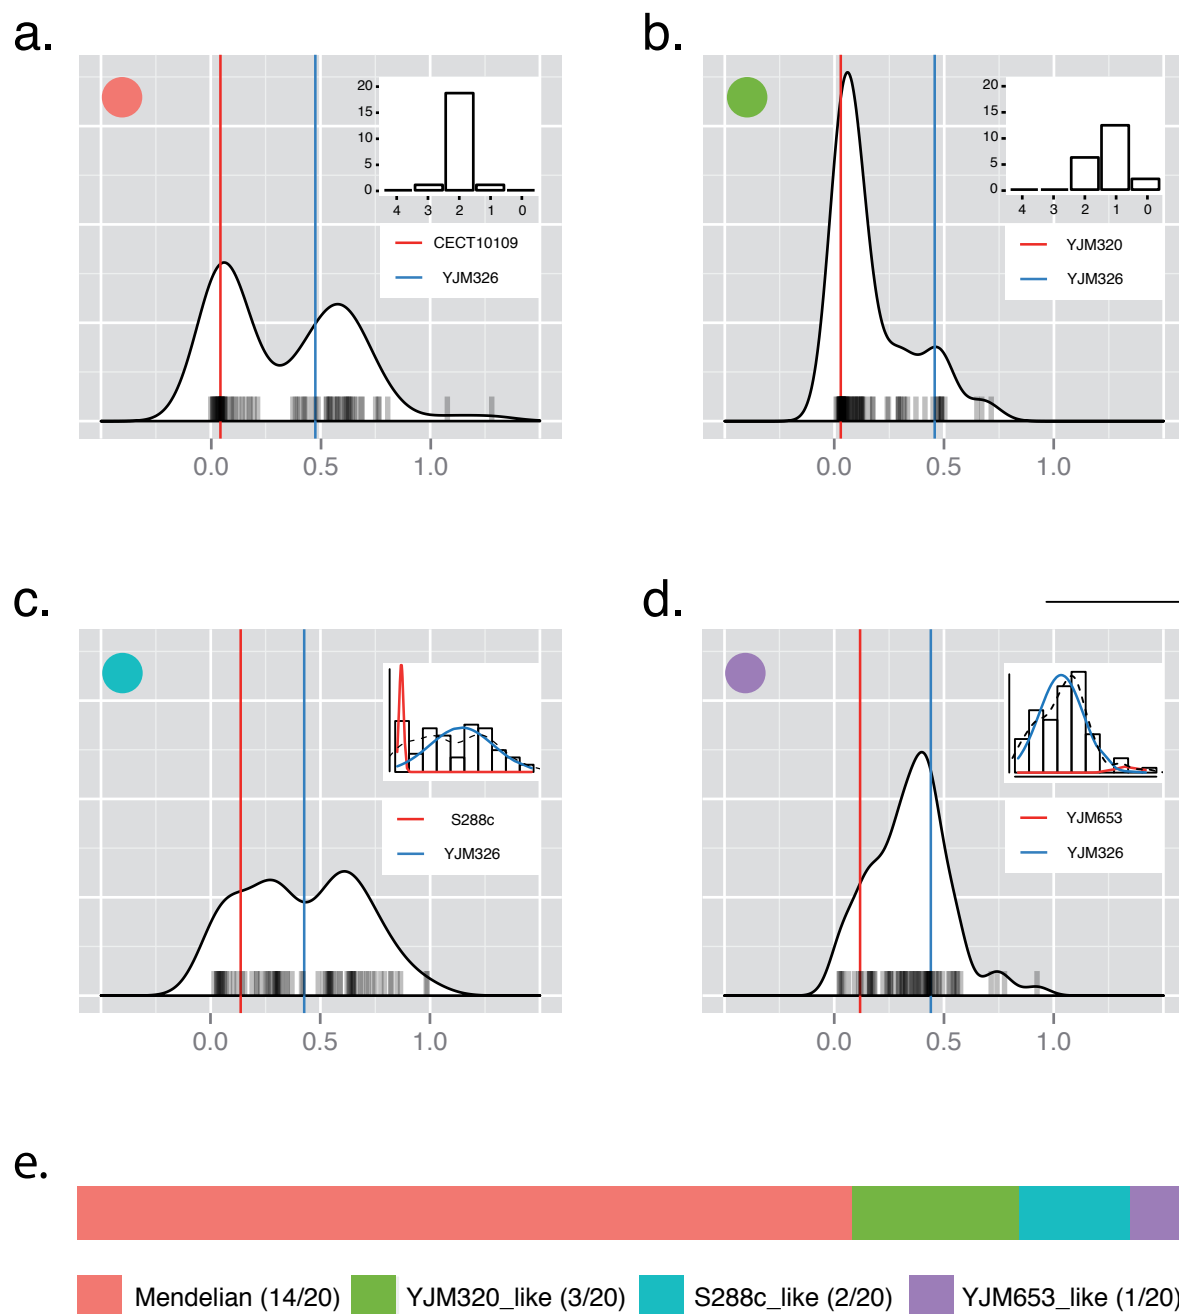 a.
20
15
10
5
0
4 3 2 1 0
CECT10109
YJM326
0.0 0.5 1.0
b.
20
15
10
5
0
4 3 2 1 0
YJM320
YJM326
0.0 0.5 1.0
c.
S288c
YJM326
0.0 0.5 1.0
d.
YJM653
YJM326
0.0 0.5 1.0
e.
Mendelian (14/20) YJM320_like (3/20) S288c_like (2/20) YJM653_like (1/20)